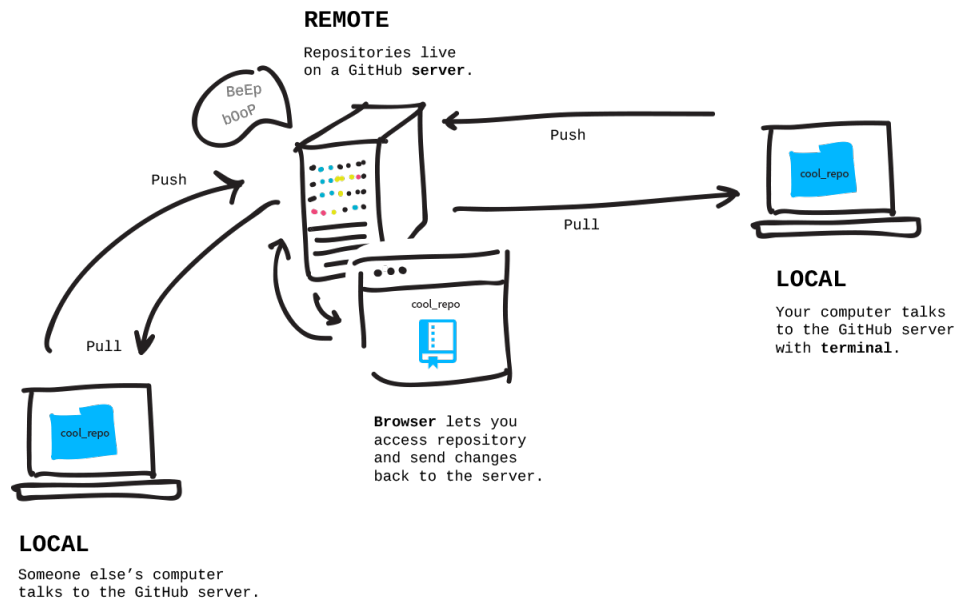 REMOTE
Repositories live
on a GitHub server.
BeEp
bOoP
Push
Pull
cool_repo
LOCAL
Your computer talks
to the GitHub server
with terminal.
Push
Pull
cool_repo
Browser lets you
access repository
and send changes
back to the server.
cool_repo
LOCAL
Someone else’s computer
talks to the GitHub server.